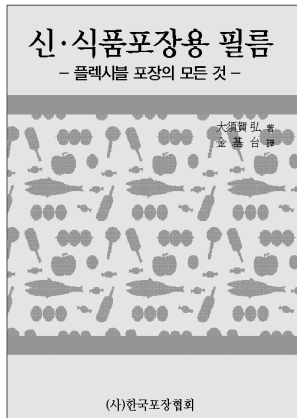 신·식품포장용 필름
– 플렉시블 포장의 모든 것 –
大須賀 弘 著
金 基 台 譯
(사)한국포장협회